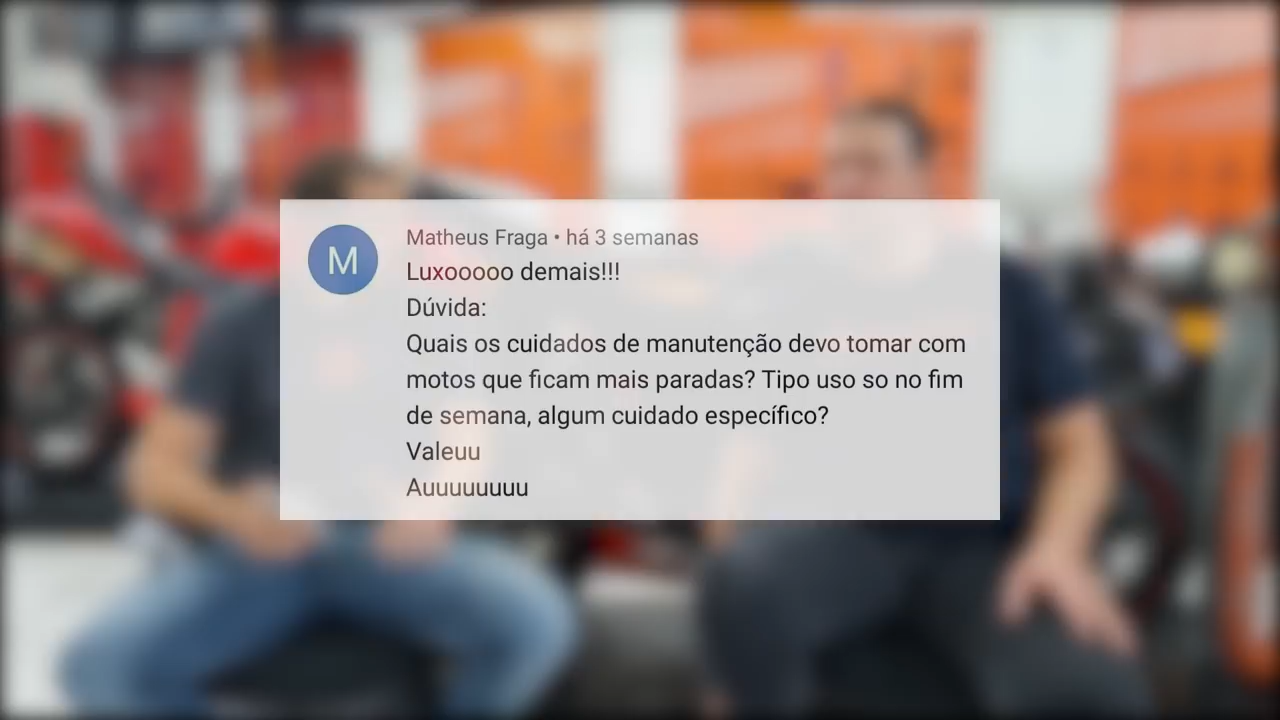 M
Matheus Fraga • há 3 semanas
Luxooooo demais!!!
Dúvida:
Quais os cuidados de manutenção devo tomar com
motos que ficam mais paradas? Tipo uso so no fim
de semana, algum cuidado específico?
Valeuu
Auuuuuuuu